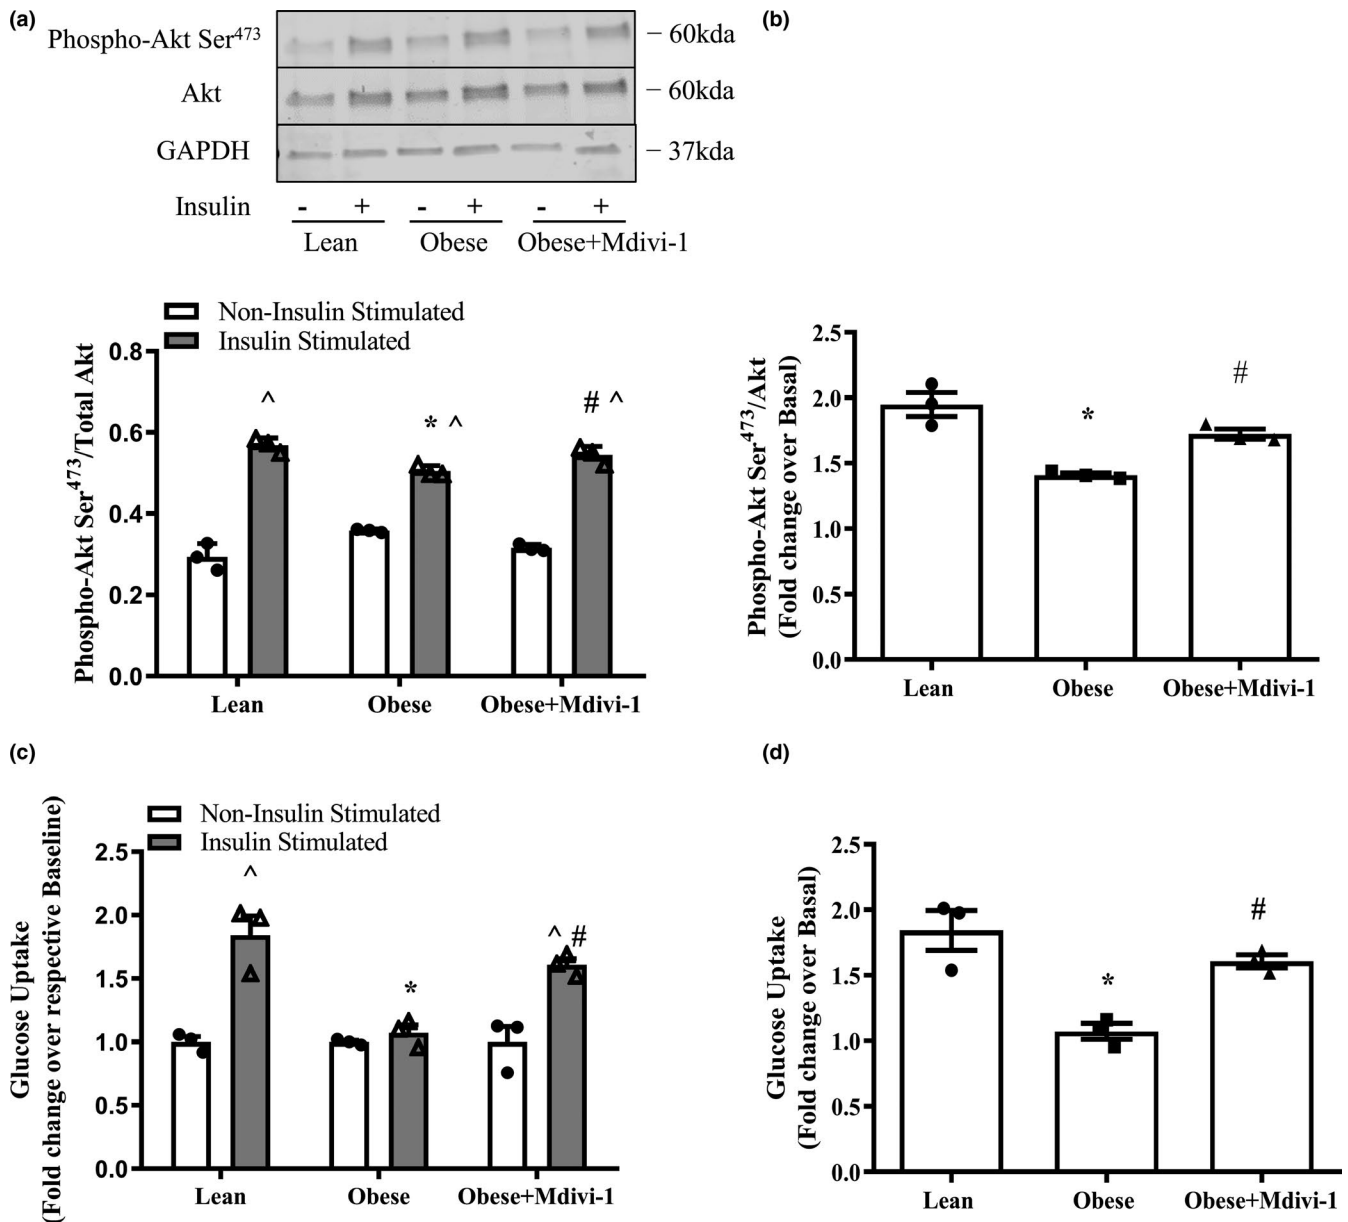 (a)
Phospho-Akt Ser⁴⁷³
– 60kda
Akt
– 60kda
GAPDH
– 37kda
Insulin - + - + - +
Lean Obese Obese+Mdivi-1
Non-Insulin Stimulated
Insulin Stimulated
Phospho-Akt Ser⁴⁷³/Total Akt
0.8
0.6
0.4
0.2
0.0
^
* ^
# ^
Lean Obese Obese+Mdivi-1
(b)
Phospho-Akt Ser⁴⁷³/Akt
(Fold change over Basal)
2.5
2.0
1.5
1.0
0.5
0.0
*
#
Lean Obese Obese+Mdivi-1
(c)
Non-Insulin Stimulated
Insulin Stimulated
Glucose Uptake
(Fold change over respective Baseline)
2.5
2.0
1.5
1.0
0.5
0.0
^
*
^ #
Lean Obese Obese+Mdivi-1
(d)
Glucose Uptake
(Fold change over Basal)
2.5
2.0
1.5
1.0
0.5
0.0
*
#
Lean Obese Obese+Mdivi-1